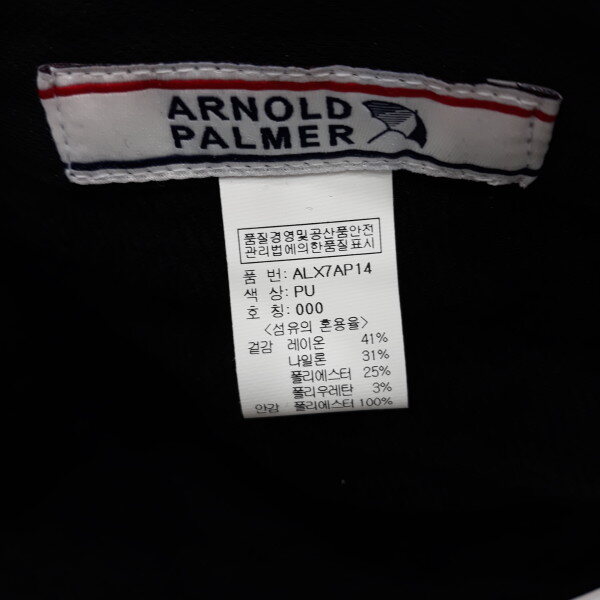 ARNOLD
PALMER
품질경영및공산품안전
관리법에의한품질표시
품 번: ALX7AP14
색 상: PU
호 칭: 000
<섬유의 혼용율>
겉감 레이온 41%
나일론 31%
폴리에스터 25%
폴리우레탄 3%
안감 폴리에스터 100%